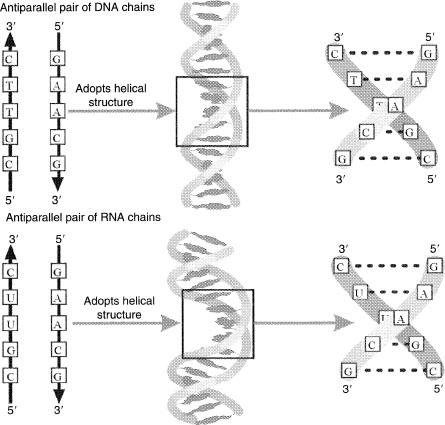 Antiparallel pair of DNA chains
3′ 5′ 3′ 5′
C G C G
T A T A
T A T A
G C C G
C G G C
Adopts helical
structure
5′ 3′ 3′ 5′
Antiparallel pair of RNA chains
3′ 5′ 3′ 5′
C G C G
U A U A
U A U A
G C C G
C G G C
Adopts helical
structure
5′ 3′ 3′ 5′